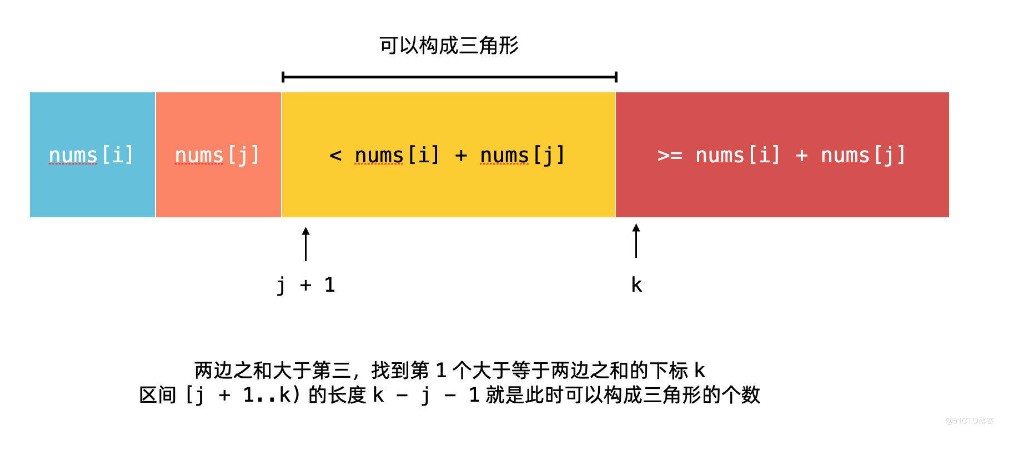 可以构成三角形
nums[i] nums[j] < nums[i] + nums[j] >= nums[i] + nums[j]
j + 1 k
两边之和大于第三，找到第 1 个大于等于两边之和的下标 k
区间 [j + 1..k) 的长度 k - j - 1 就是此时可以构成三角形的个数